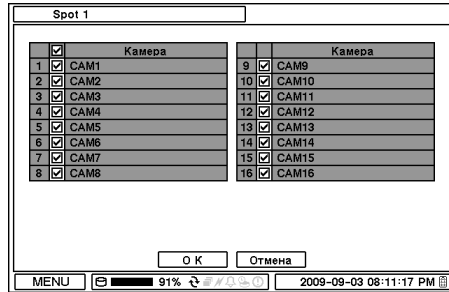 Spot 1
Камера
1 CAM1
2 CAM2
3 CAM3
4 CAM4
5 CAM5
6 CAM6
7 CAM7
8 CAM8
Камера
9 CAM9
10 CAM10
11 CAM11
12 CAM12
13 CAM13
14 CAM14
15 CAM15
16 CAM16
O K Отмена
MENU 91% 2009-09-03 08:11:17 PM